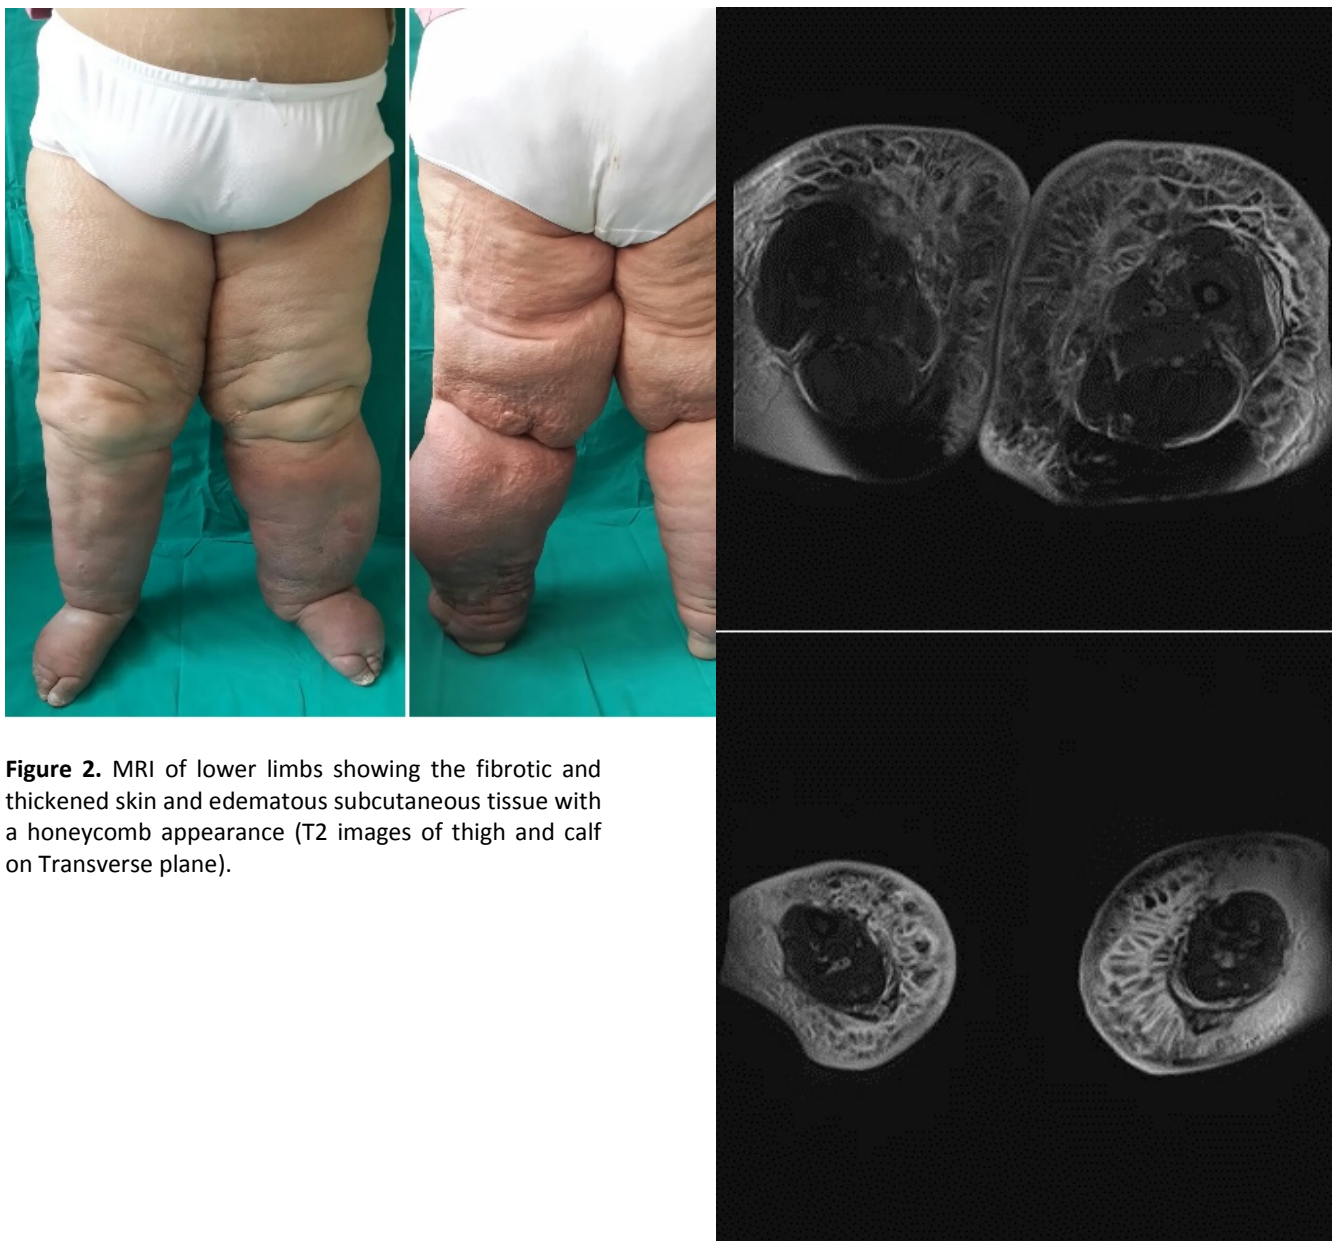 Figure 2. MRI of lower limbs showing the fibrotic and
thickened skin and edematous subcutaneous tissue with
a honeycomb appearance (T2 images of thigh and calf
on Transverse plane).